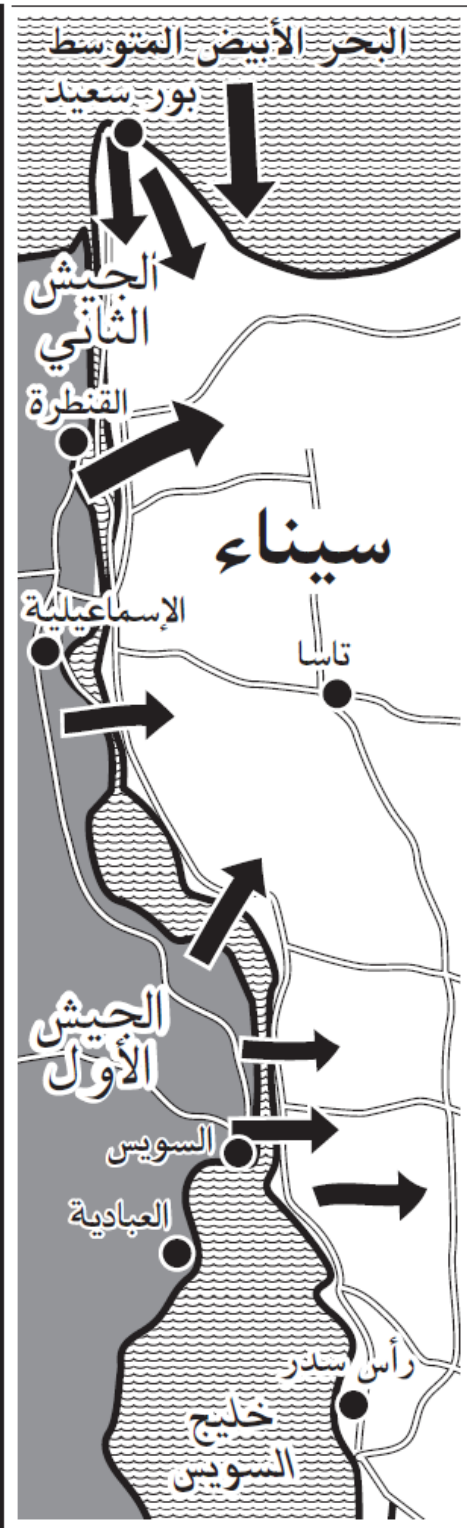 البحر الأبيض المتوسط
بور سعيد
الجيش
الثاني
القنطرة
سيناء
الإسماعيلية
تاسا
الجيش
الأول
السويس
العبادية
رأس سدر
خليج
السويس